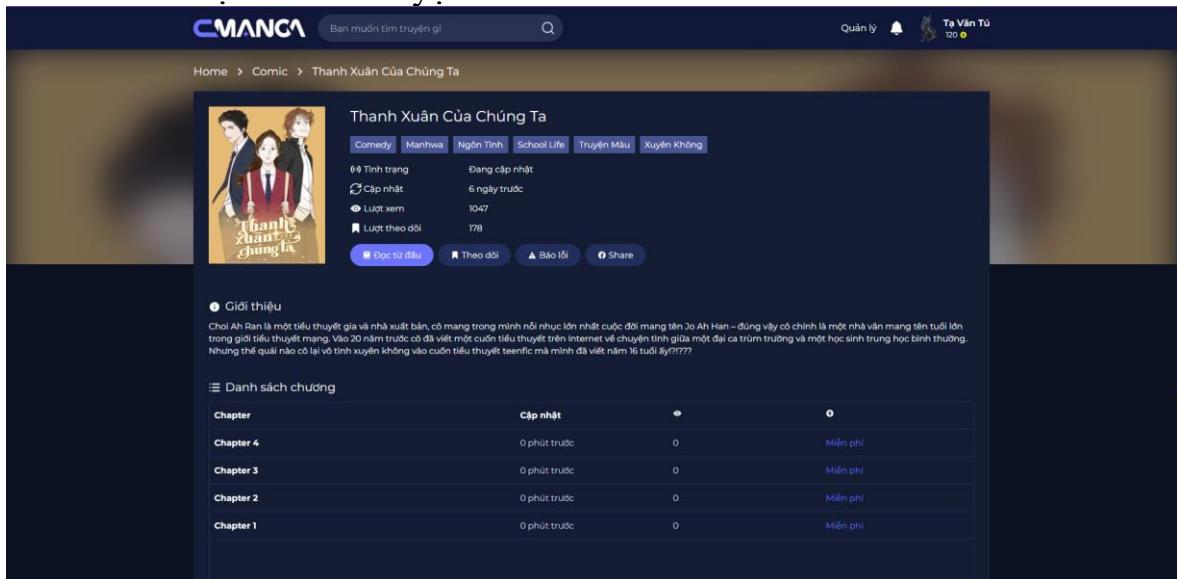 CMANGA
Bạn muốn tìm truyện gì
Quản lý
Tạ Văn Tú
120
Home > Comic > Thanh Xuân Của Chúng Ta
Thanh
xuân của
chúng ta
Thanh Xuân Của Chúng Ta
Comedy Manhwa Ngôn Tình School Life Truyện Màu Xuyên Không
Tình trạng Đang cập nhật
Cập nhật 6 ngày trước
Lượt xem 1047
Lượt theo dõi 178
Đọc từ đầu Theo dõi Báo lỗi Share
Giới thiệu
Choi Ah Ran là một tiểu thuyết gia và nhà xuất bản, cô mang trong mình nỗi nhục lớn nhất cuộc đời mang tên Jo Ah Han – đúng vậy cô chính là một nhà văn mang tên tuổi lớn
trong giới tiểu thuyết mạng. Vào 20 năm trước cô đã viết một cuốn tiểu thuyết trên Internet về chuyện tình giữa một đại ca trùm trường và một học sinh trung học bình thường.
Nhưng thế quái nào cô lại vô tình xuyên không vào cuốn tiểu thuyết teenfic mà mình đã viết năm 16 tuổi ấy!?!???
Danh sách chương
Chapter Cập nhật
Chapter 4 0 phút trước 0 Miễn phí
Chapter 3 0 phút trước 0 Miễn phí
Chapter 2 0 phút trước 0 Miễn phí
Chapter 1 0 phút trước 0 Miễn phí